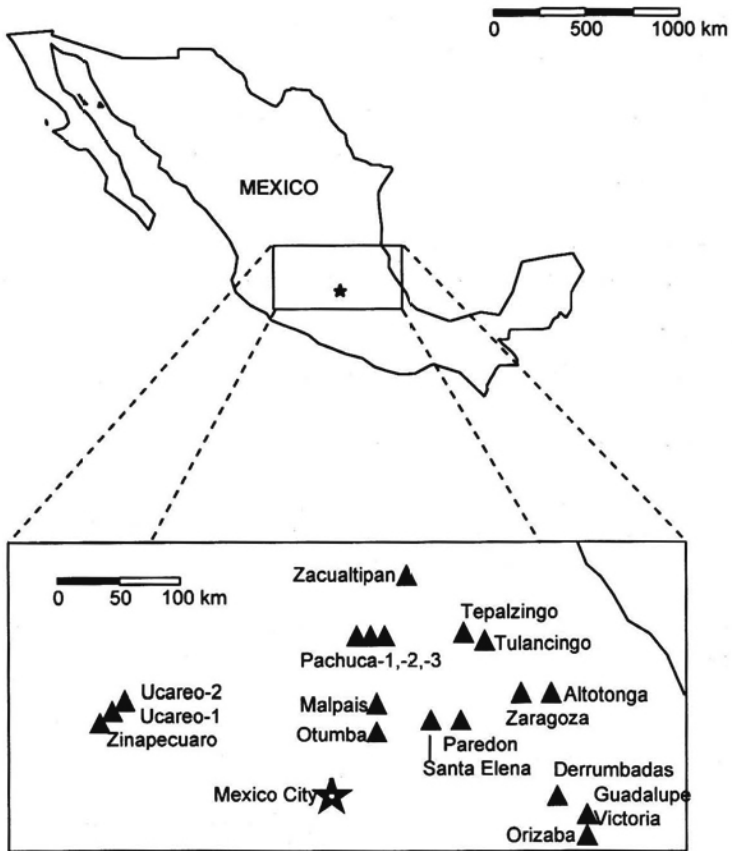 0 500 1000 km
MEXICO
0 50 100 km
Zacualtipan
Tepalzingo
Tulancingo
Pachuca-1,-2,-3
Ucareo-2
Ucareo-1
Zinapecuaro
Malpais
Otumba
Altotonga
Zaragoza
Paredon
Santa Elena
Mexico City
Derrumbadas
Guadalupe
Victoria
Orizaba